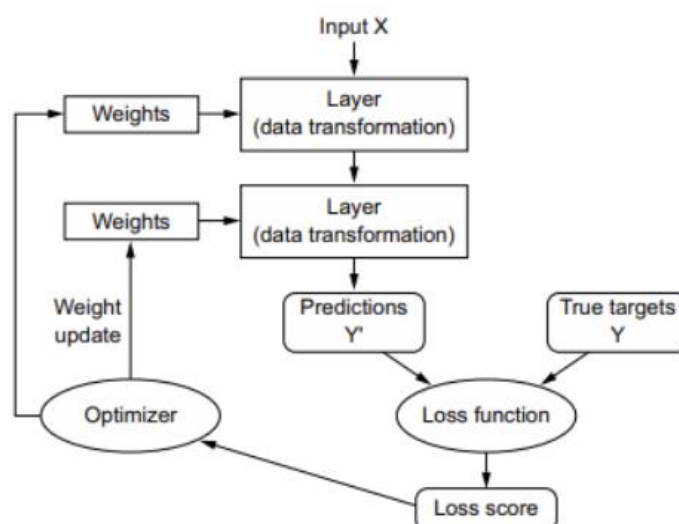 Input X
Weights
Layer
(data transformation)
Weights
Layer
(data transformation)
Weight
update
Predictions
Y'
True targets
Y
Optimizer
Loss function
Loss score